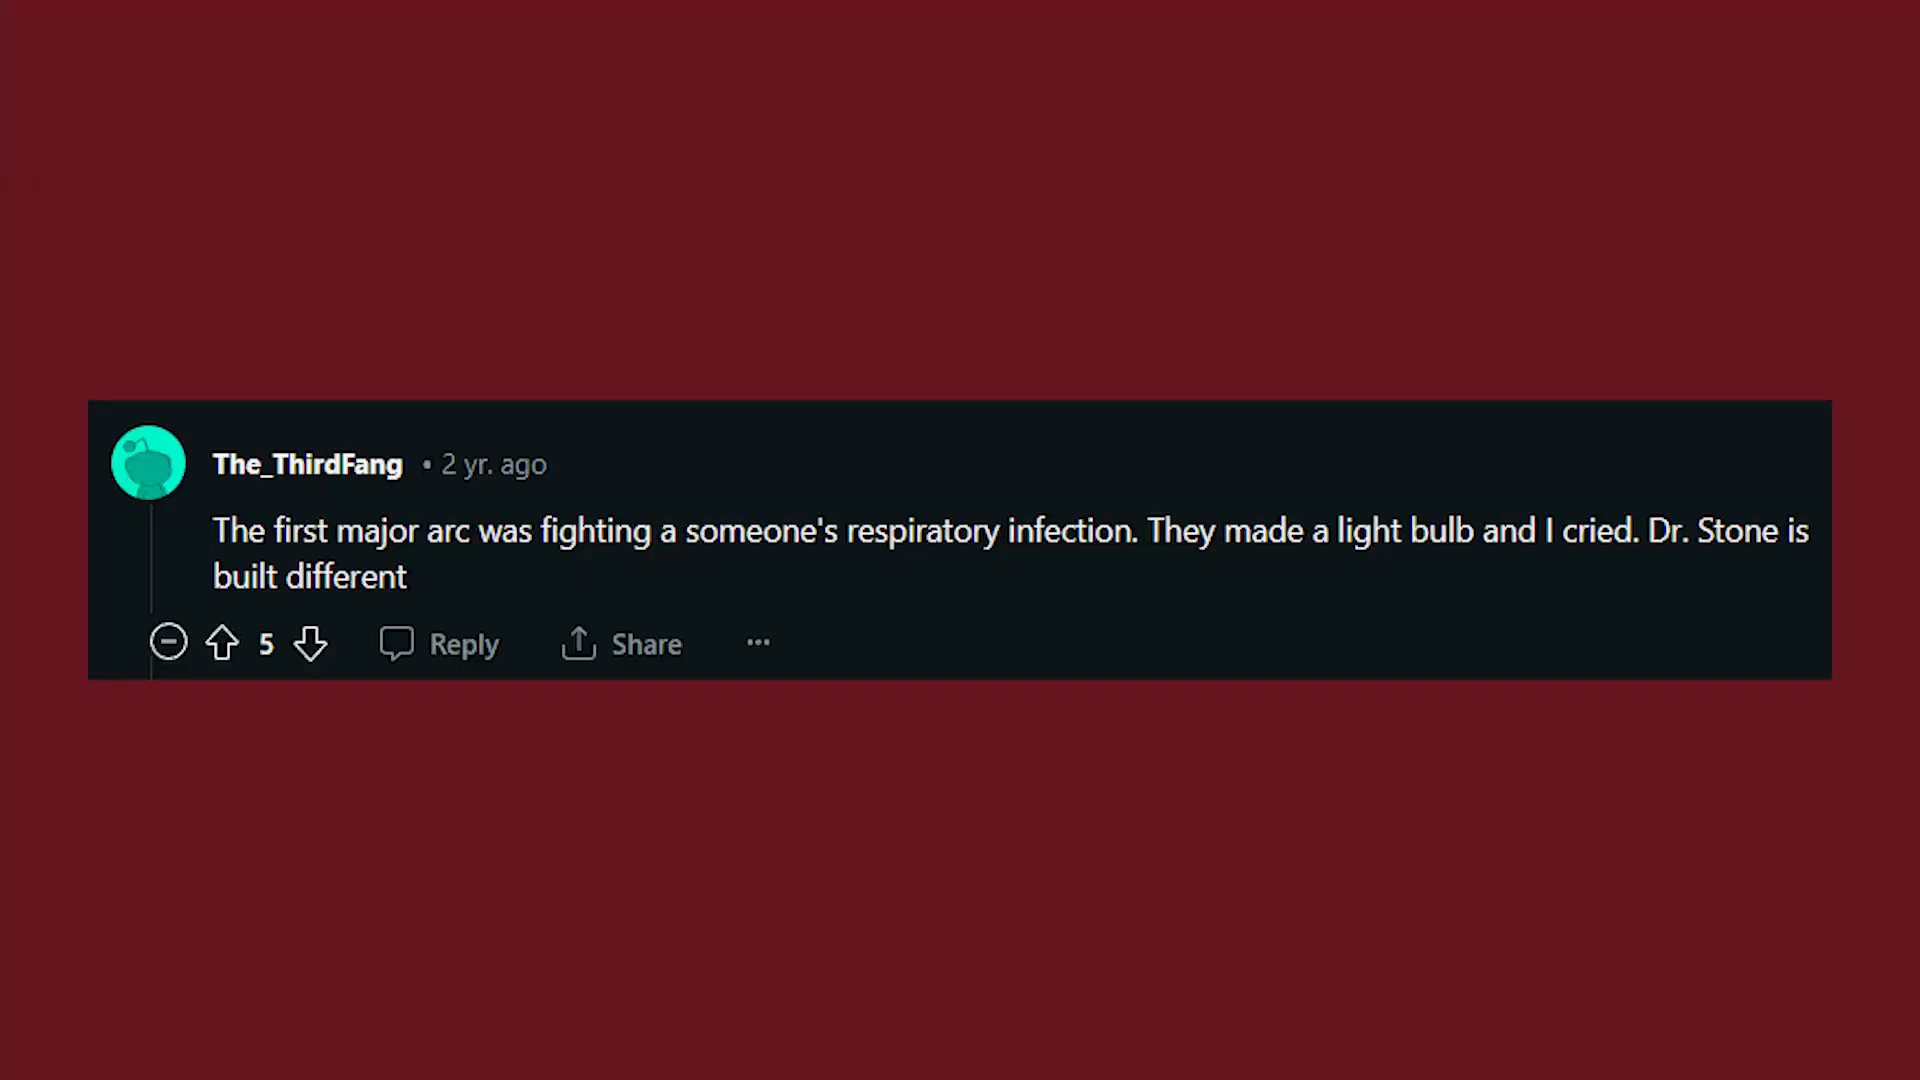 The_ThirdFang • 2 yr. ago
The first major arc was fighting a someone's respiratory infection. They made a light bulb and I cried. Dr. Stone is
built different
5 Reply Share ...